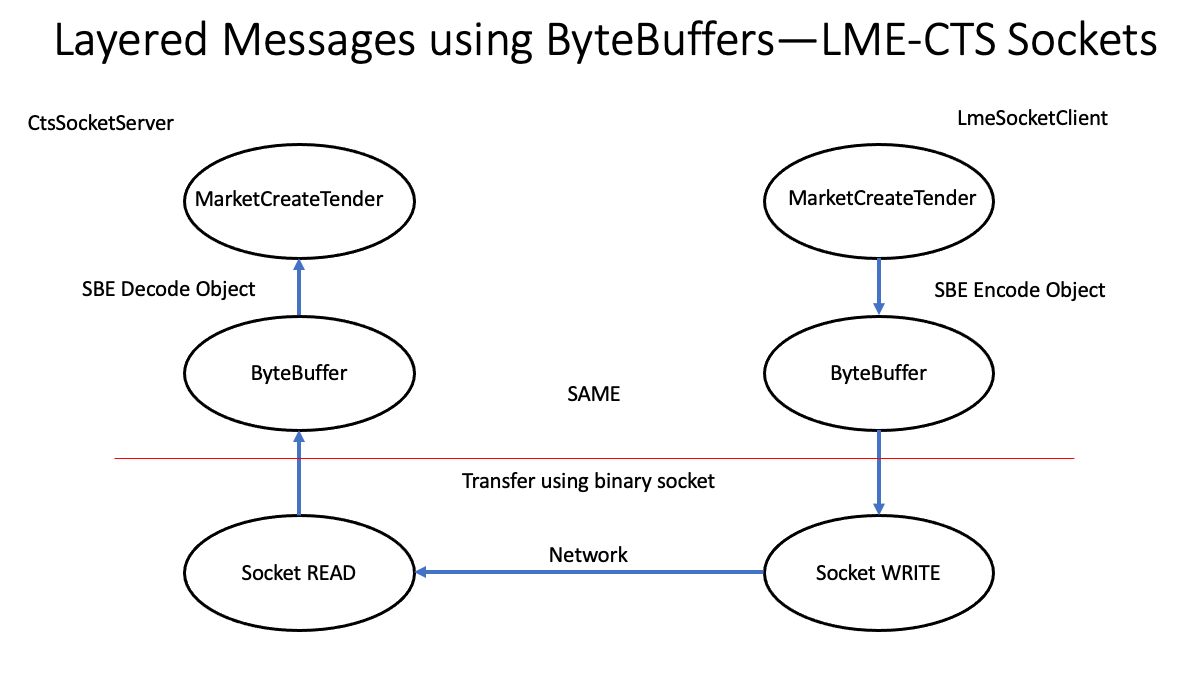 Layered Messages using ByteBuffers—LME-CTS Sockets
CtsSocketServer
LmeSocketClient
MarketCreateTender
MarketCreateTender
SBE Decode Object
SBE Encode Object
ByteBuffer
ByteBuffer
SAME
Transfer using binary socket
Network
Socket READ
Socket WRITE